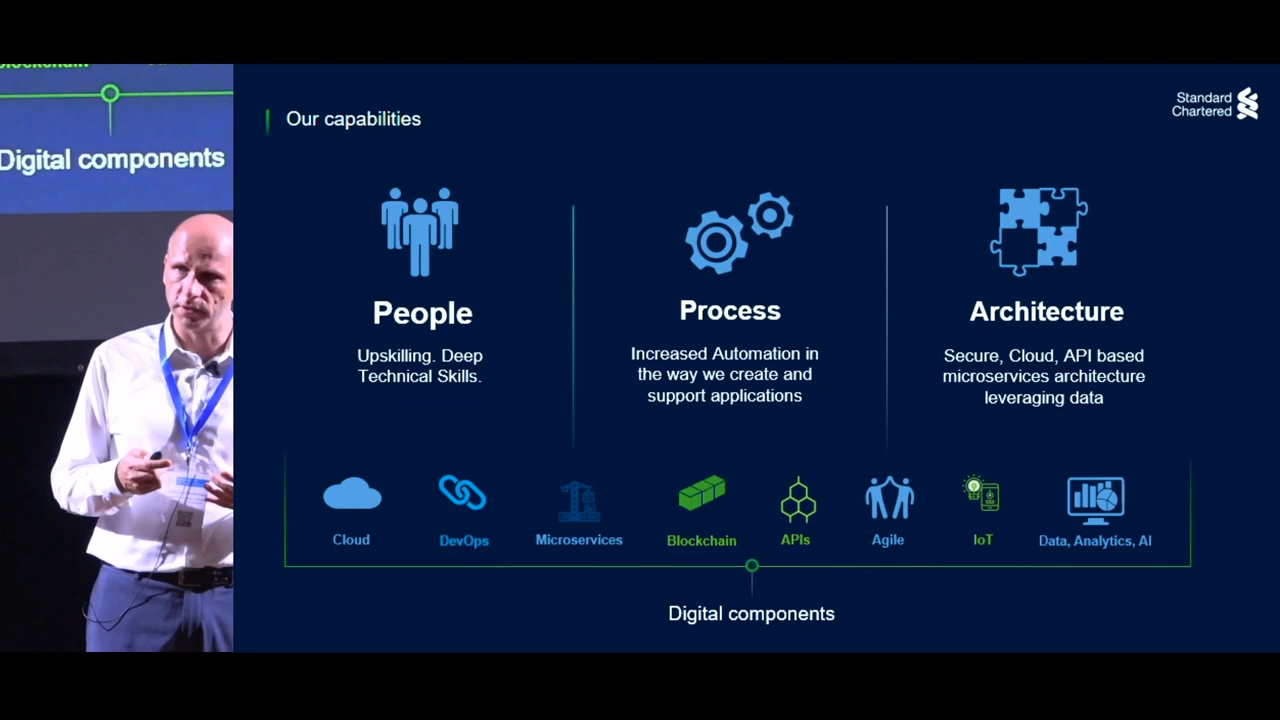 Digital components
Our capabilities
Standard
Chartered
People
Upskilling. Deep
Technical Skills.
Process
Increased Automation in
the way we create and
support applications
Architecture
Secure, Cloud, API based
microservices architecture
leveraging data
Cloud
DevOps
Microservices
Blockchain
APIs
Agile
IoT
Data, Analytics, AI
Digital components